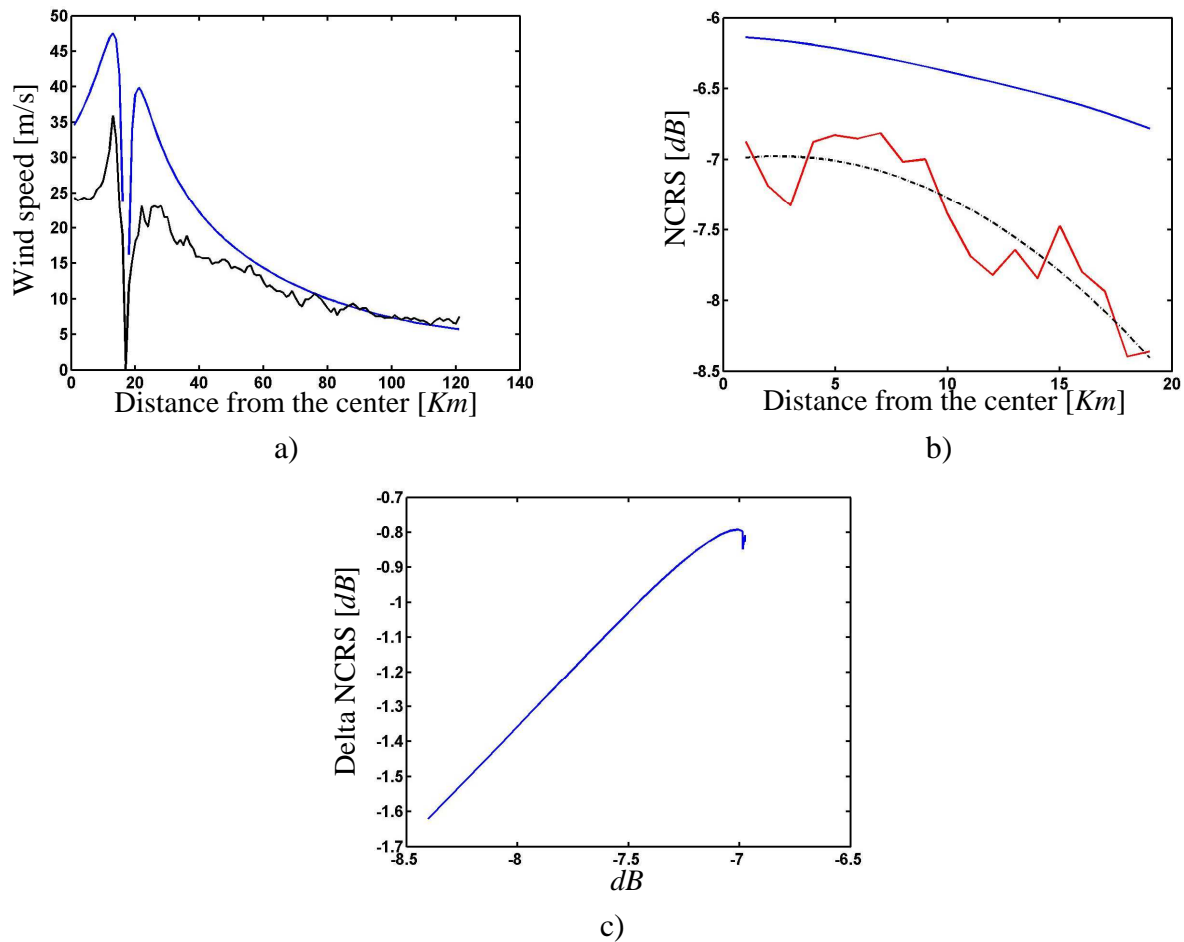 50
45
40
35
30
25
20
15
10
5
0
Wind speed [m/s]
0 20 40 60 80 100 120 140
Distance from the center [Km]
a)
-6
-6.5
-7
-7.5
-8
-8.5
NCRS [dB]
0 5 10 15 20
Distance from the center [Km]
b)
-0.7
-0.8
-0.9
-1
-1.1
-1.2
-1.3
-1.4
-1.5
-1.6
-1.7
Delta NCRS [dB]
-8.5 -8 -7.5 -7 -6.5
dB
c)